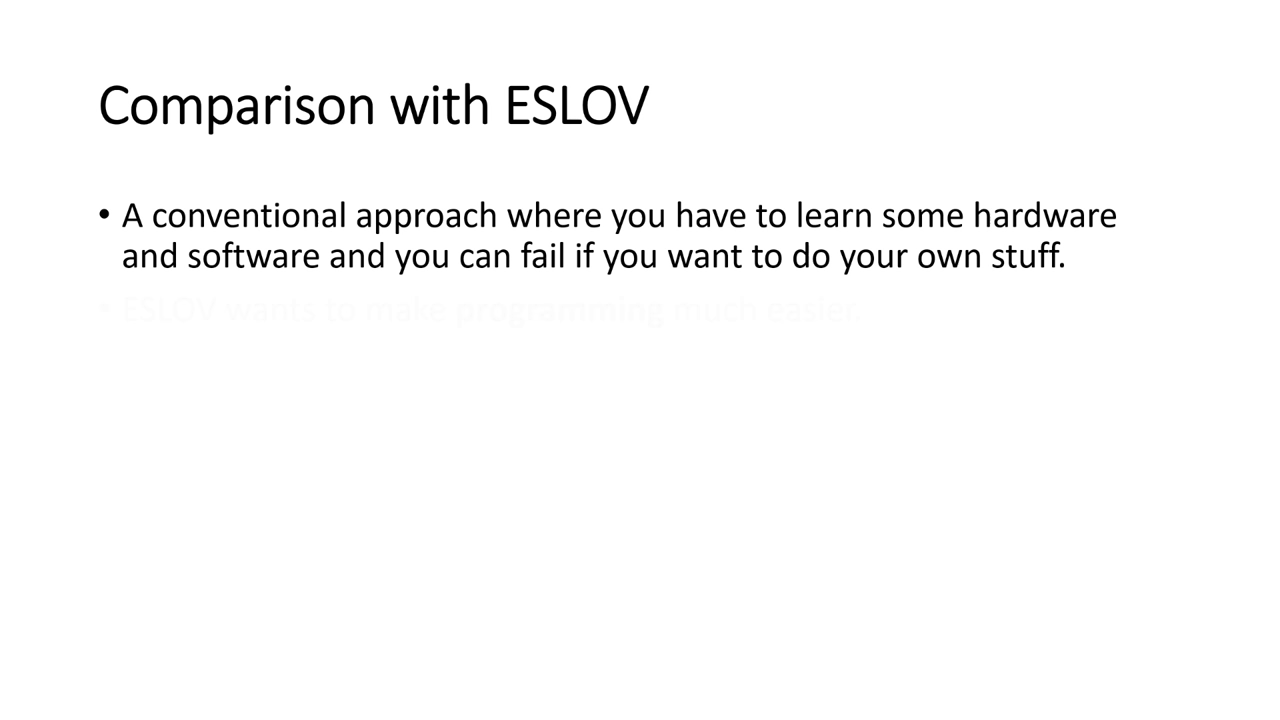 Comparison with ESLOV
• A conventional approach where you have to learn some hardware
and software and you can fail if you want to do your own stuff.
• ESLOV wants to make programming much easier.